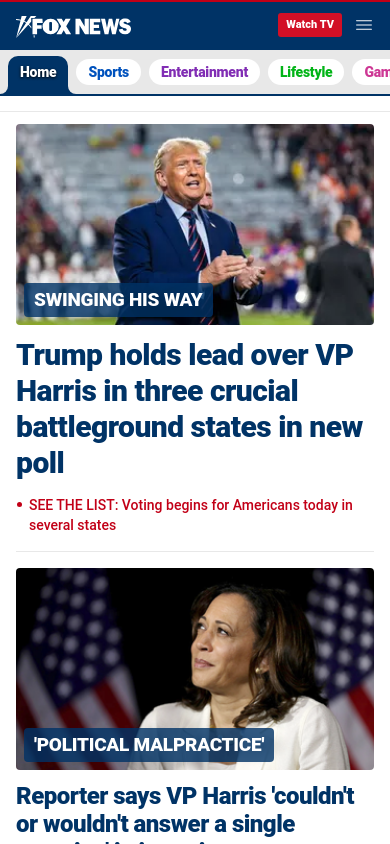 FOX NEWS
Watch TV
Home
Sports
Entertainment
Lifestyle
SWINGING HIS WAY
Trump holds lead over VP
Harris in three crucial
battleground states in new
poll
• SEE THE LIST: Voting begins for Americans today in
several states
'POLITICAL MALPRACTICE'
Reporter says VP Harris 'couldn't
or wouldn't answer a single